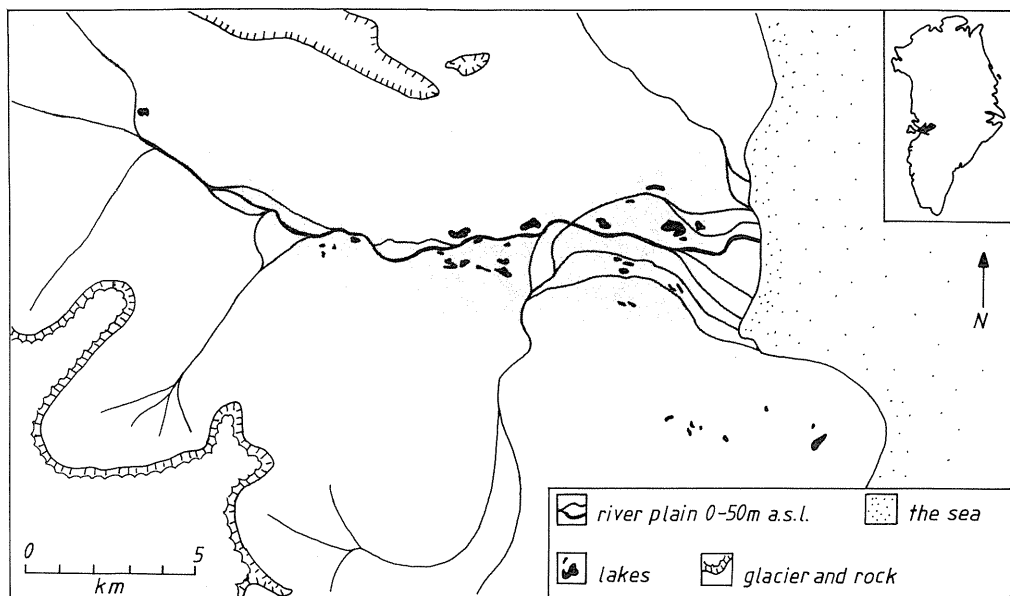 N
river plain 0-50m a.s.l.
the sea
lakes
glacier and rock
0 5
km